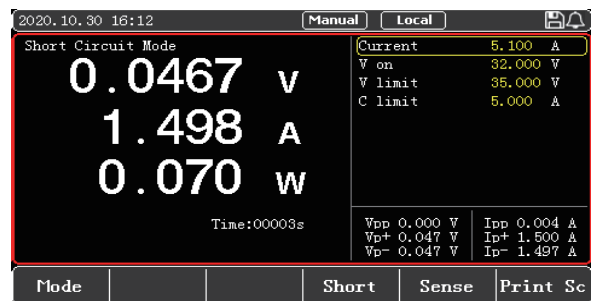 2020.10.30 16:12 Manual Local
Short Circuit Mode
0.0467 V
1.498 A
0.070 W
Time:00003s
Current 5.100 A
V on 32.000 V
V limit 35.000 V
C limit 5.000 A
Vpp 0.000 V Ipp 0.004 A
Vp+ 0.047 V Ip+ 1.500 A
Vp- 0.047 V Ip- 1.497 A
Mode Short Sense Print Sc